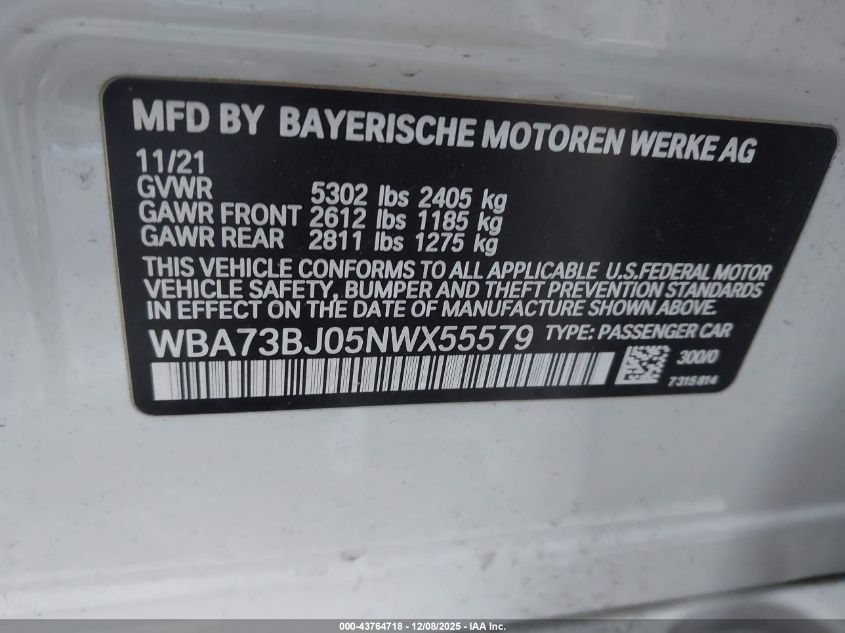 MFD BY BAYERISCHE MOTOREN WERKE AG
11/21
GVWR 5302 lbs 2405 kg
GAWR FRONT 2612 lbs 1185 kg
GAWR REAR 2811 lbs 1275 kg
THIS VEHICLE CONFORMS TO ALL APPLICABLE U.S.FEDERAL MOTOR
VEHICLE SAFETY, BUMPER AND THEFT PREVENTION STANDARDS
IN EFFECT ON THE DATE OF MANUFACTURE SHOWN ABOVE.
WBA73BJ05NWX55579 TYPE: PASSENGER CAR
300/0
7315814
000-43764718 - 12/08/2025 - IAA Inc.